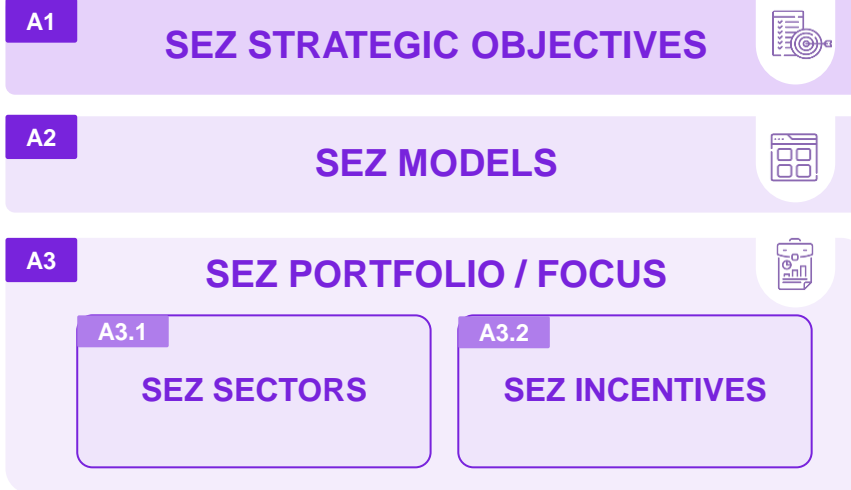 A1
SEZ STRATEGIC OBJECTIVES
A2
SEZ MODELS
A3
SEZ PORTFOLIO / FOCUS
A3.1
SEZ SECTORS
A3.2
SEZ INCENTIVES